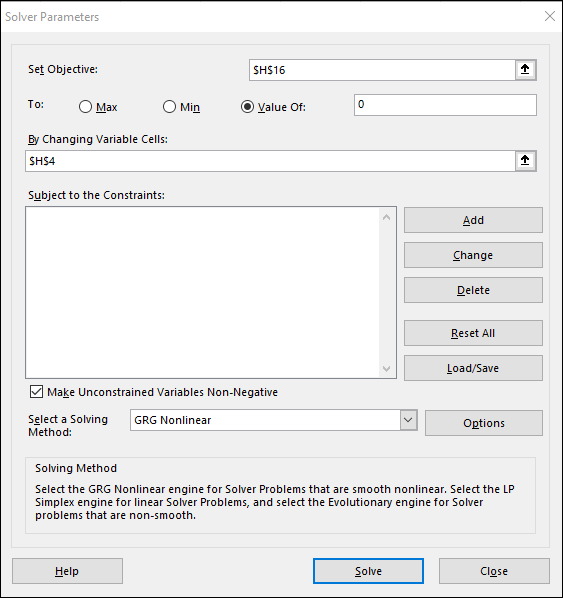 Solver Parameters
Set Objective: $H$16
To: Max Min Value Of: 0
By Changing Variable Cells:
$H$4
Subject to the Constraints:
Add
Change
Delete
Reset All
Load/Save
Make Unconstrained Variables Non-Negative
Select a Solving
Method:
GRG Nonlinear
Options
Solving Method
Select the GRG Nonlinear engine for Solver Problems that are smooth nonlinear. Select the LP
Simplex engine for linear Solver Problems, and select the Evolutionary engine for Solver
problems that are non-smooth.
Help Solve Close